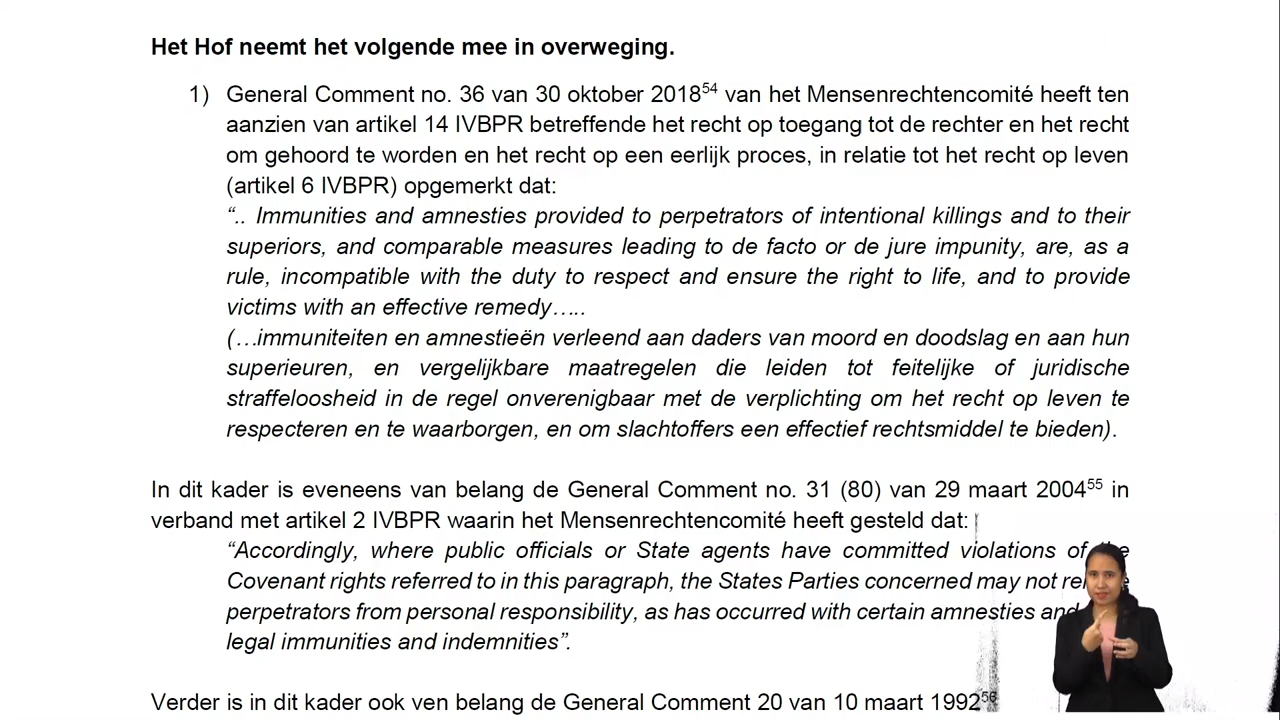 Het Hof neemt het volgende mee in overweging.
1) General Comment no. 36 van 30 oktober 2018⁵⁴ van het Mensenrechtencomité heeft ten
aanzien van artikel 14 IVBPR betreffende het recht op toegang tot de rechter en het recht
om gehoord te worden en het recht op een eerlijk proces, in relatie tot het recht op leven
(artikel 6 IVBPR) opgemerkt dat:
“.. Immunities and amnesties provided to perpetrators of intentional killings and to their
superiors, and comparable measures leading to de facto or de jure impunity, are, as a
rule, incompatible with the duty to respect and ensure the right to life, and to provide
victims with an effective remedy…..
(…immuniteiten en amnestieën verleend aan daders van moord en doodslag en aan hun
superieuren, en vergelijkbare maatregelen die leiden tot feitelijke of juridische
straffeloosheid in de regel onverenigbaar met de verplichting om het recht op leven te
respecteren en te waarborgen, en om slachtoffers een effectief rechtsmiddel te bieden).
In dit kader is eveneens van belang de General Comment no. 31 (80) van 29 maart 2004⁵⁵ in
verband met artikel 2 IVBPR waarin het Mensenrechtencomité heeft gesteld dat:
“Accordingly, where public officials or State agents have committed violations of the
Covenant rights referred to in this paragraph, the States Parties concerned may not
perpetrators from personal responsibility, as has occurred with certain amnesties and
legal immunities and indemnities”.
Verder is in dit kader ook ven belang de General Comment 20 van 10 maart 1992⁵⁶